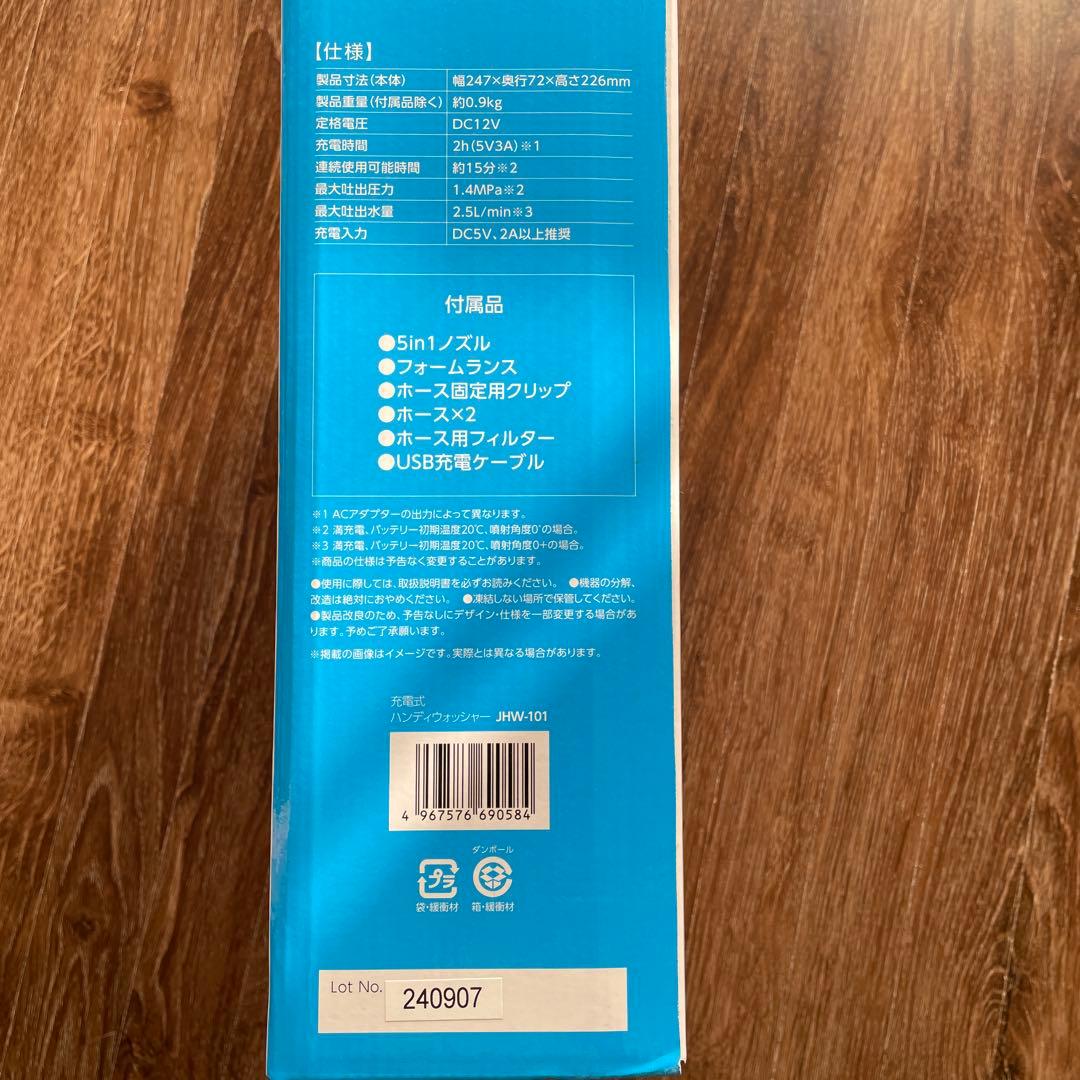 【仕様】
製品寸法(本体) 幅247×奥行72×高さ226mm
製品重量(付属品除く) 約0.9kg
定格電圧 DC12V
充電時間 2h(5V3A)※1
連続使用可能時間 約15分※2
最大吐出圧力 1.4MPa※2
最大吐出水量 2.5L/min※3
充電入力 DC5V、2A以上推奨
付属品
●5in1ノズル
●フォームランス
●ホース固定用クリップ
●ホース×2
●ホース用フィルター
●USB充電ケーブル
※1 ACアダプターの出力によって異なります。
※2 満充電、バッテリー初期温度20℃、噴射角度0°の場合。
※3 満充電、バッテリー初期温度20℃、噴射角度0+の場合。
※商品の仕様は予告なく変更することがあります。
●使用に際しては、取扱説明書を必ずお読みください。 ●機器の分解、
改造は絶対におやめください。 ●凍結しない場所で保管してください。
●製品改良のため、予告なしにデザイン・仕様を一部変更する場合があ
ります。予めご了承願います。
※掲載の画像はイメージです。実際とは異なる場合があります。
充電式
ハンディウォッシャー JHW-101
4 967576 690584
ダンボール
プラ
袋・緩衝材 箱・緩衝材
Lot No. 240907